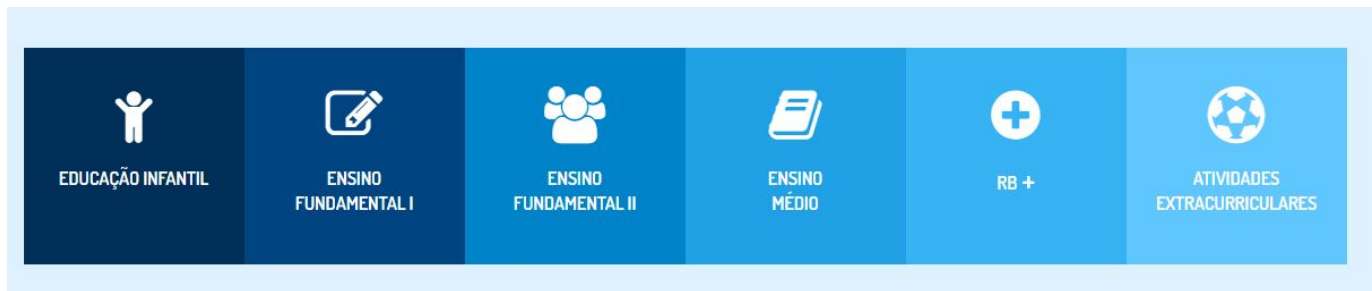 EDUCAÇÃO INFANTIL
ENSINO
FUNDAMENTAL I
ENSINO
FUNDAMENTAL II
ENSINO
MÉDIO
RB +
ATIVIDADES
EXTRACURRICULARES